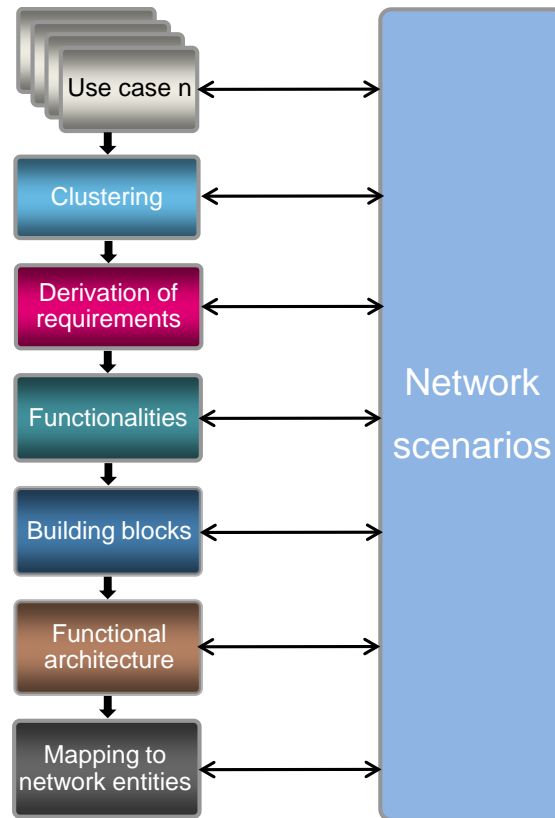 Use case n
Clustering
Derivation of
requirements
Functionalities
Building blocks
Functional
architecture
Mapping to
network entities
Network
scenarios